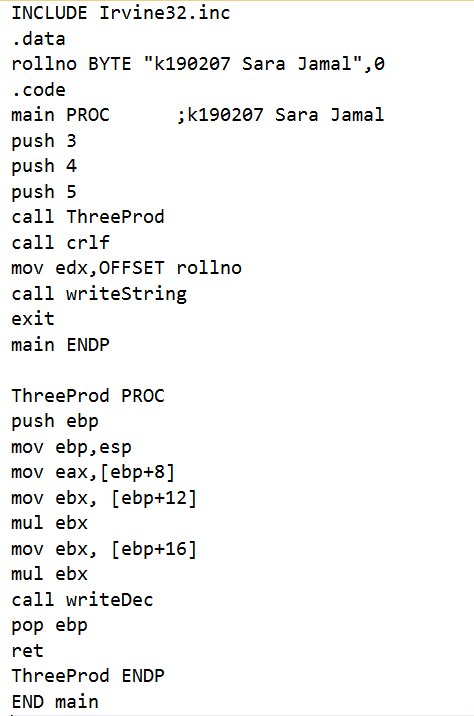 INCLUDE Irvine32.inc
.data
rollno BYTE "k190207 Sara Jamal",0
.code
main PROC      ;k190207 Sara Jamal
push 3
push 4
push 5
call ThreeProd
call crlf
mov edx,OFFSET rollno
call writeString
exit
main ENDP

ThreeProd PROC
push ebp
mov ebp,esp
mov eax,[ebp+8]
mov ebx, [ebp+12]
mul ebx
mov ebx, [ebp+16]
mul ebx
call writeDec
pop ebp
ret
ThreeProd ENDP
END main